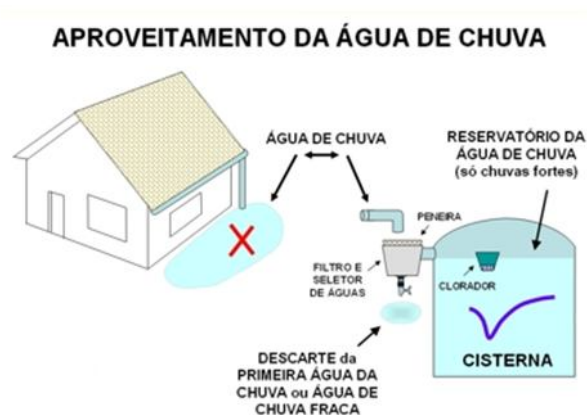 APROVEITAMENTO DA ÁGUA DE CHUVA
ÁGUA DE CHUVA
RESERVATÓRIO DA
ÁGUA DE CHUVA
(só chuvas fortes)
PENEIRA
FILTRO E
SELETOR
DE ÁGUAS
CLORADOR
CISTERNA
DESCARTE da
PRIMEIRA ÁGUA DA
CHUVA ou ÁGUA DE
CHUVA FRACA